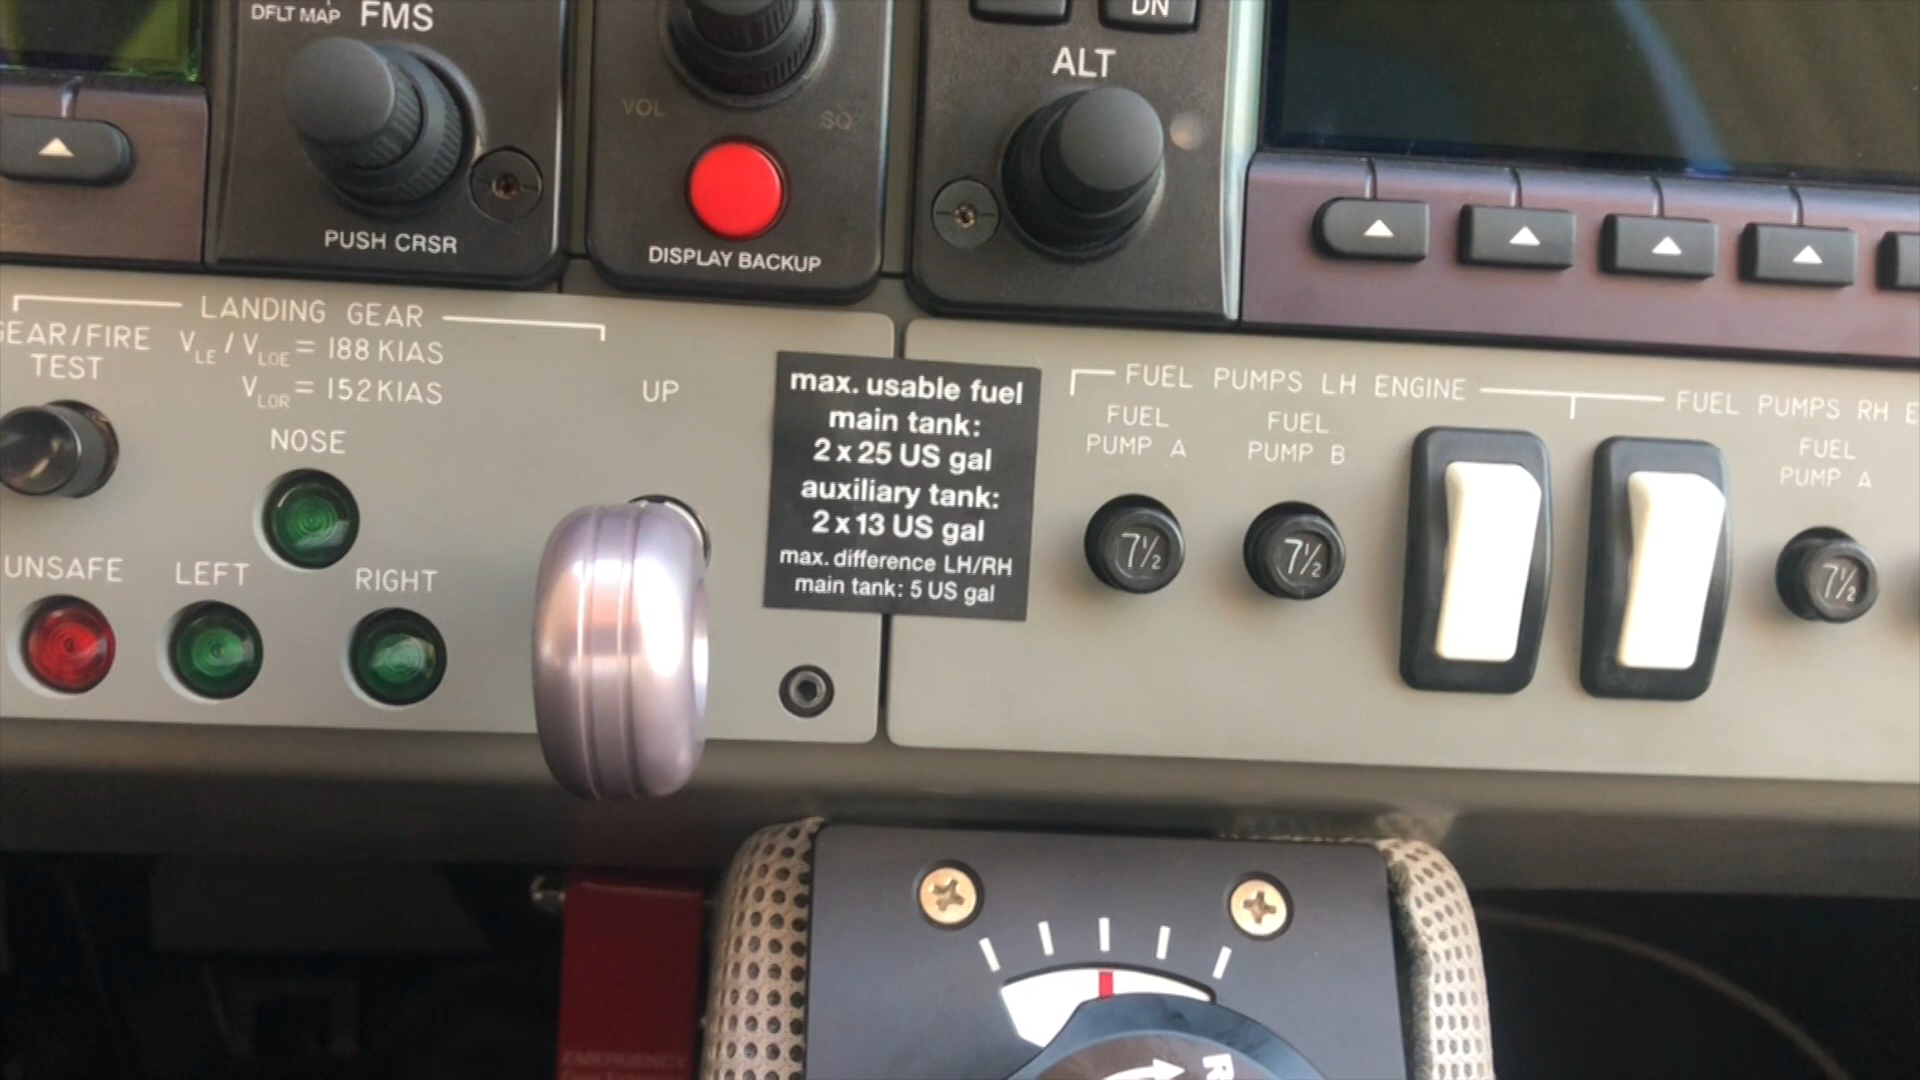 DFLT MAP
FMS
PUSH CRSR
VOL
SQ
DISPLAY BACKUP
DN
ALT
LANDING GEAR
GEAR/FIRE
TEST
VLE / VLOE = 188 KIAS
VLOR = 152 KIAS
UP
NOSE
UNSAFE
LEFT
RIGHT
max. usable fuel
main tank:
2 x 25 US gal
auxiliary tank:
2 x 13 US gal
max. difference LH/RH
main tank: 5 US gal
FUEL PUMPS LH ENGINE
FUEL
PUMP A
FUEL
PUMP B
7½
7½
FUEL PUMPS RH E
FUEL
PUMP A
7½
EMERGENCY
R